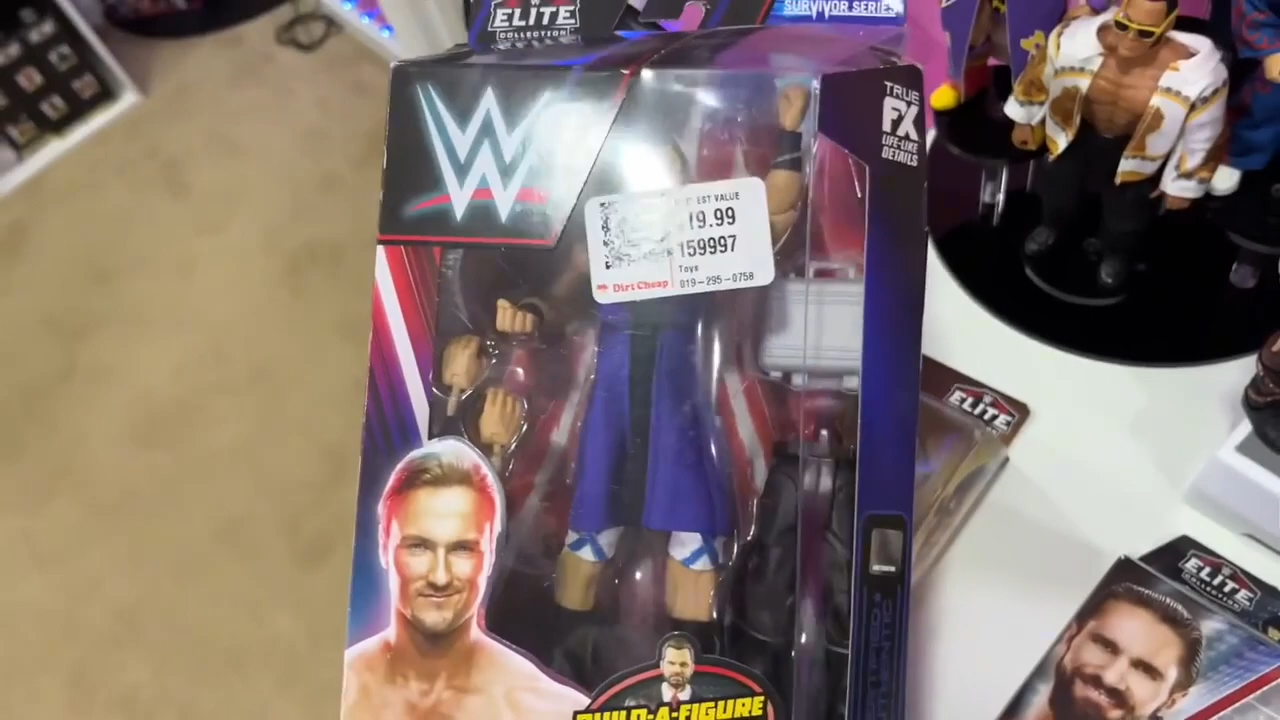 ELITE
COLLECTION
SURVIVOR SERIES
W
TRUE
FX
LIFE-LIKE
DETAILS
EST VALUE
19.99
159997
Toys
Dirt Cheap
019-295-0758
ELITE
ELITE
COLLECTION
BUILD-A-FIGURE